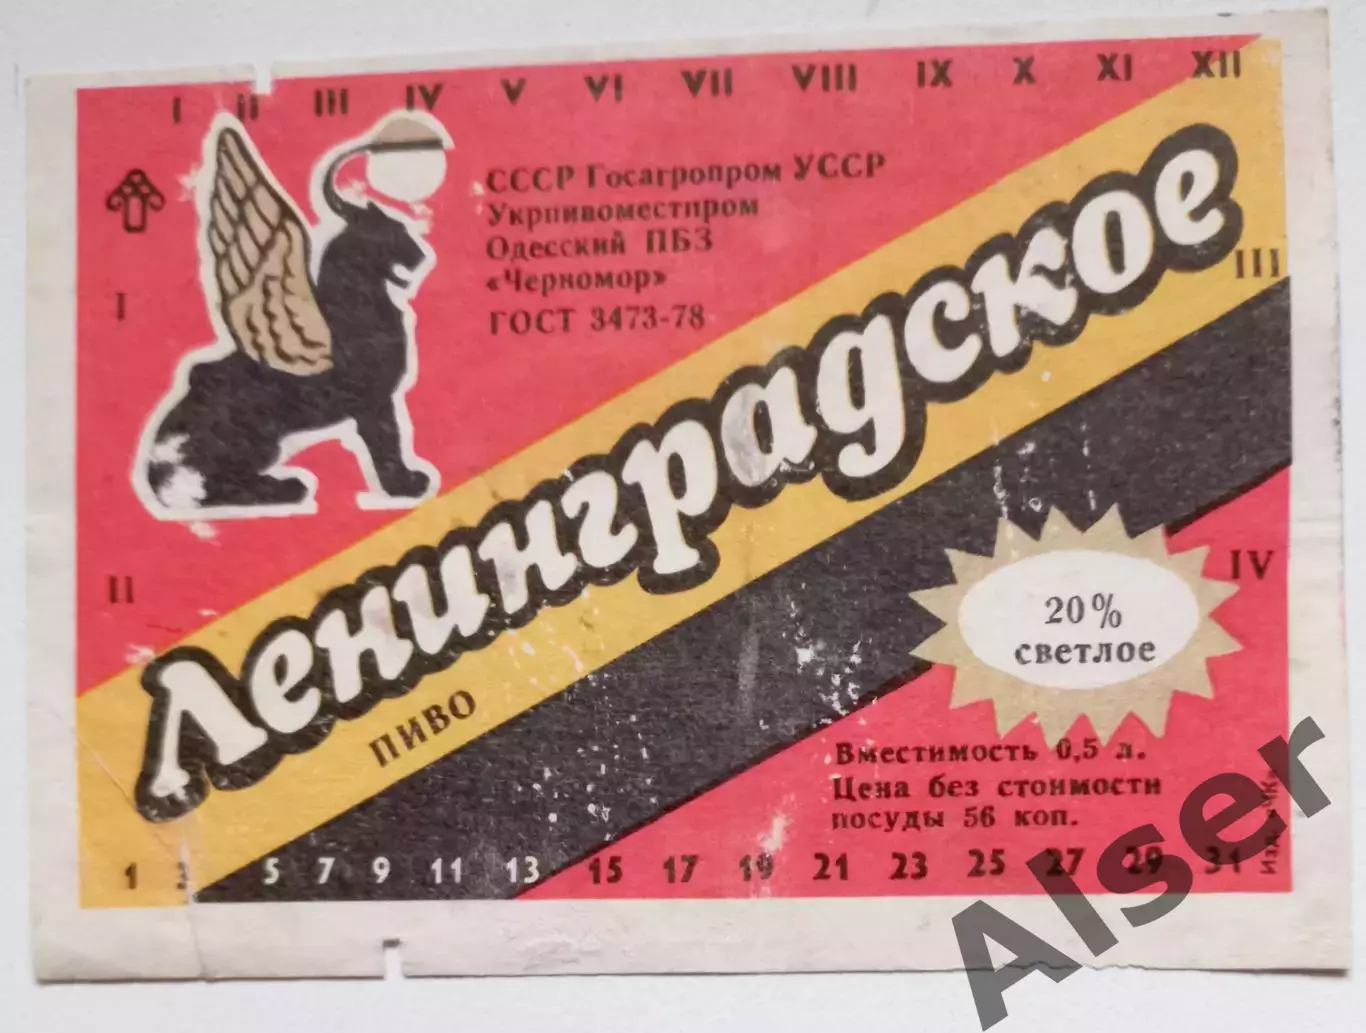 I II III IV V VI VII VIII IX X XI XII
СССР Госагропром УССР
Укрпивоместпром
Одесский ПБЗ
«Черномор»
ГОСТ 3473-78
I
II
III
IV
Ленинградское
ПИВО
20%
светлое
Вместимость 0,5 л.
Цена без стоимости
посуды 56 коп.
1 5 7 9 11 13 15 17 19 21 23 25 27 29 31
Alser